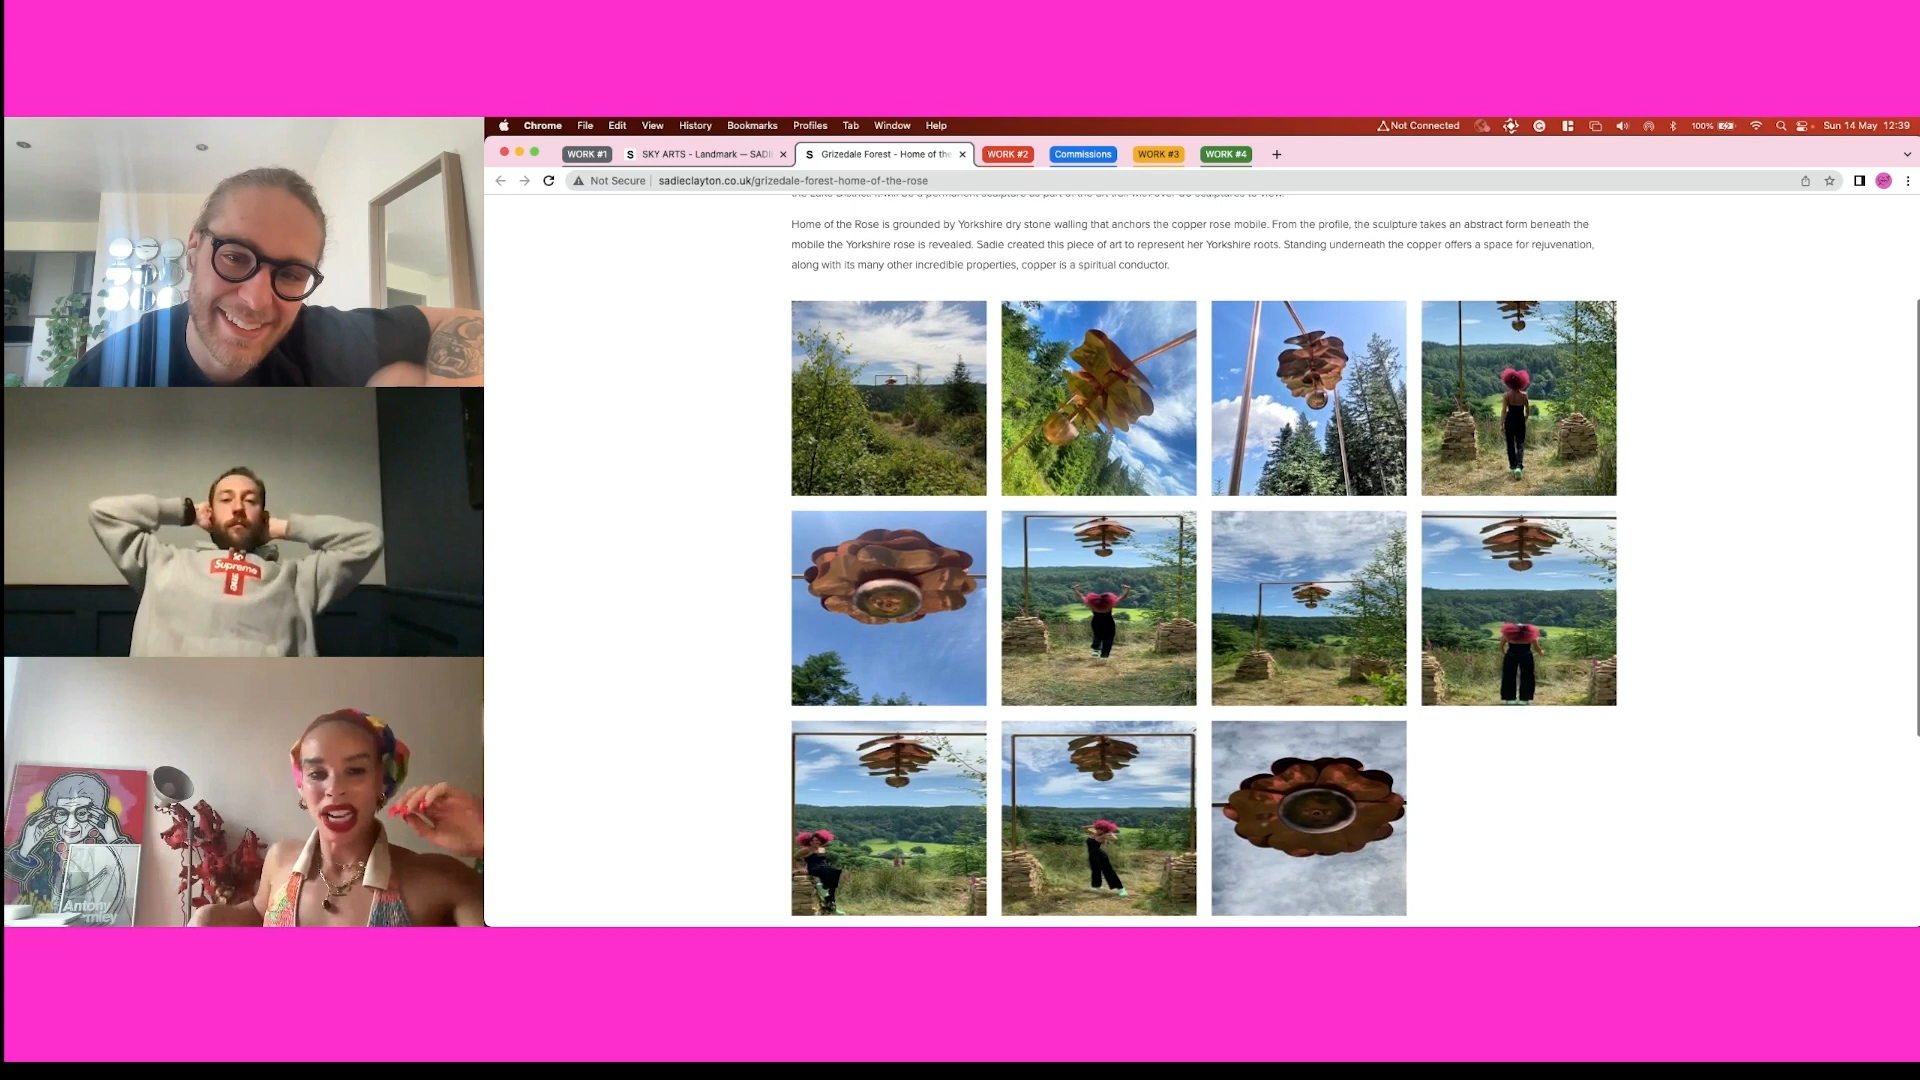 Chrome File Edit View History Bookmarks Profiles Tab Window Help Not Connected 100% Sun 14 May 12:39
WORK #1 SKY ARTS - Landmark — SADI Grizedale Forest - Home of the WORK #2 Commissions WORK #3 WORK #4
Not Secure sadieclayton.co.uk/grizedale-forest-home-of-the-rose
Home of the Rose is grounded by Yorkshire dry stone walling that anchors the copper rose mobile. From the profile, the sculpture takes an abstract form beneath the
mobile the Yorkshire rose is revealed. Sadie created this piece of art to represent her Yorkshire roots. Standing underneath the copper offers a space for rejuvenation,
along with its many other incredible properties, copper is a spiritual conductor.
Supreme
Antony